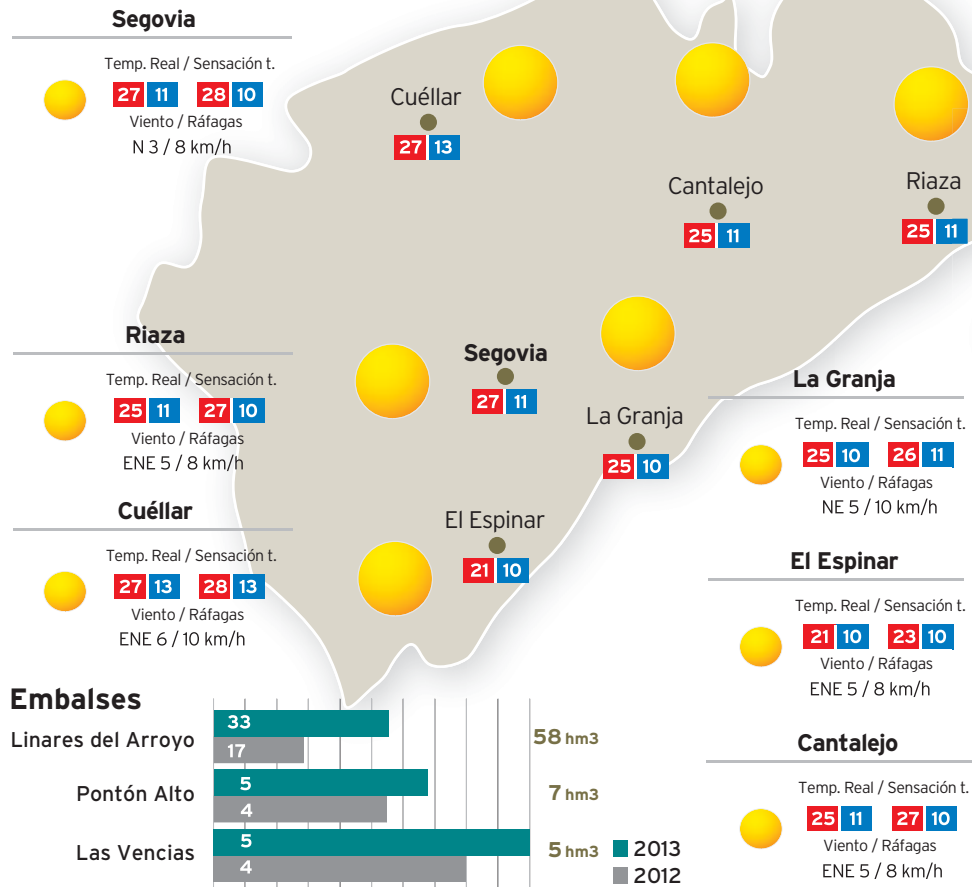 Segovia
Temp. Real / Sensación t.
27 11 28 10
Viento / Ráfagas
N 3 / 8 km/h
Riaza
Temp. Real / Sensación t.
25 11 27 10
Viento / Ráfagas
ENE 5 / 8 km/h
Cuéllar
Temp. Real / Sensación t.
27 13 28 13
Viento / Ráfagas
ENE 6 / 10 km/h
Cuéllar
27 13
Cantalejo
25 11
Riaza
25 11
Segovia
27 11
La Granja
25 10
El Espinar
21 10
La Granja
Temp. Real / Sensación t.
25 10 26 11
Viento / Ráfagas
NE 5 / 10 km/h
El Espinar
Temp. Real / Sensación t.
21 10 23 10
Viento / Ráfagas
ENE 5 / 8 km/h
Cantalejo
Temp. Real / Sensación t.
25 11 27 10
Viento / Ráfagas
ENE 5 / 8 km/h
Embalses
Linares del Arroyo
33
17
58 hm3
Pontón Alto
5
4
7 hm3
Las Vencias
5
4
5 hm3
2013
2012